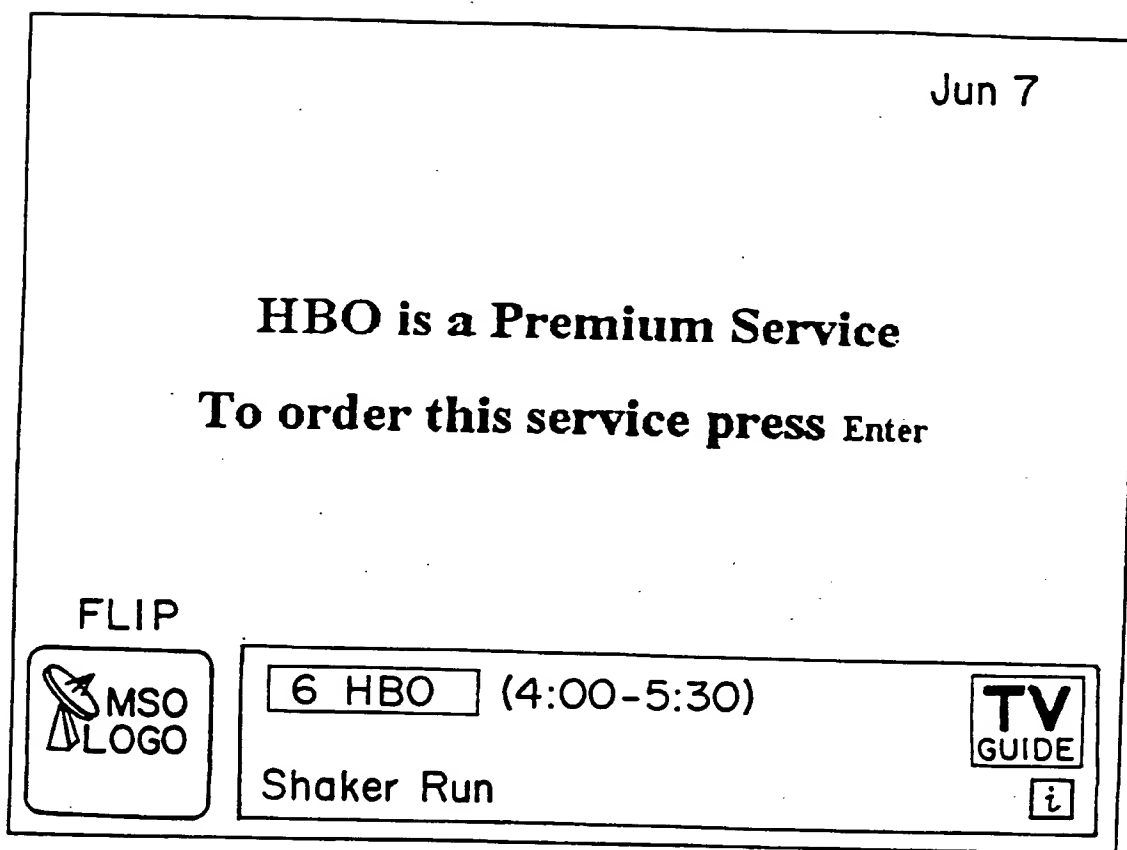 Jun 7
HBO is a Premium Service
To order this service press Enter
FLIP
MSO
LOGO
6 HBO (4:00-5:30)
Shaker Run
TV
GUIDE
i